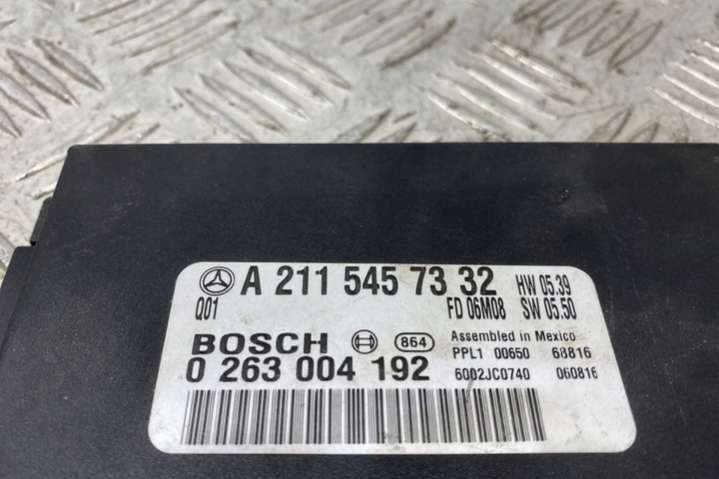 A 211 545 73 32 HW 05.39
Q01 FD 06M08 SW 05.50
BOSCH 864 Assembled in Mexico
PPL1 00650 68816
0 263 004 192 6002JC0740 060816